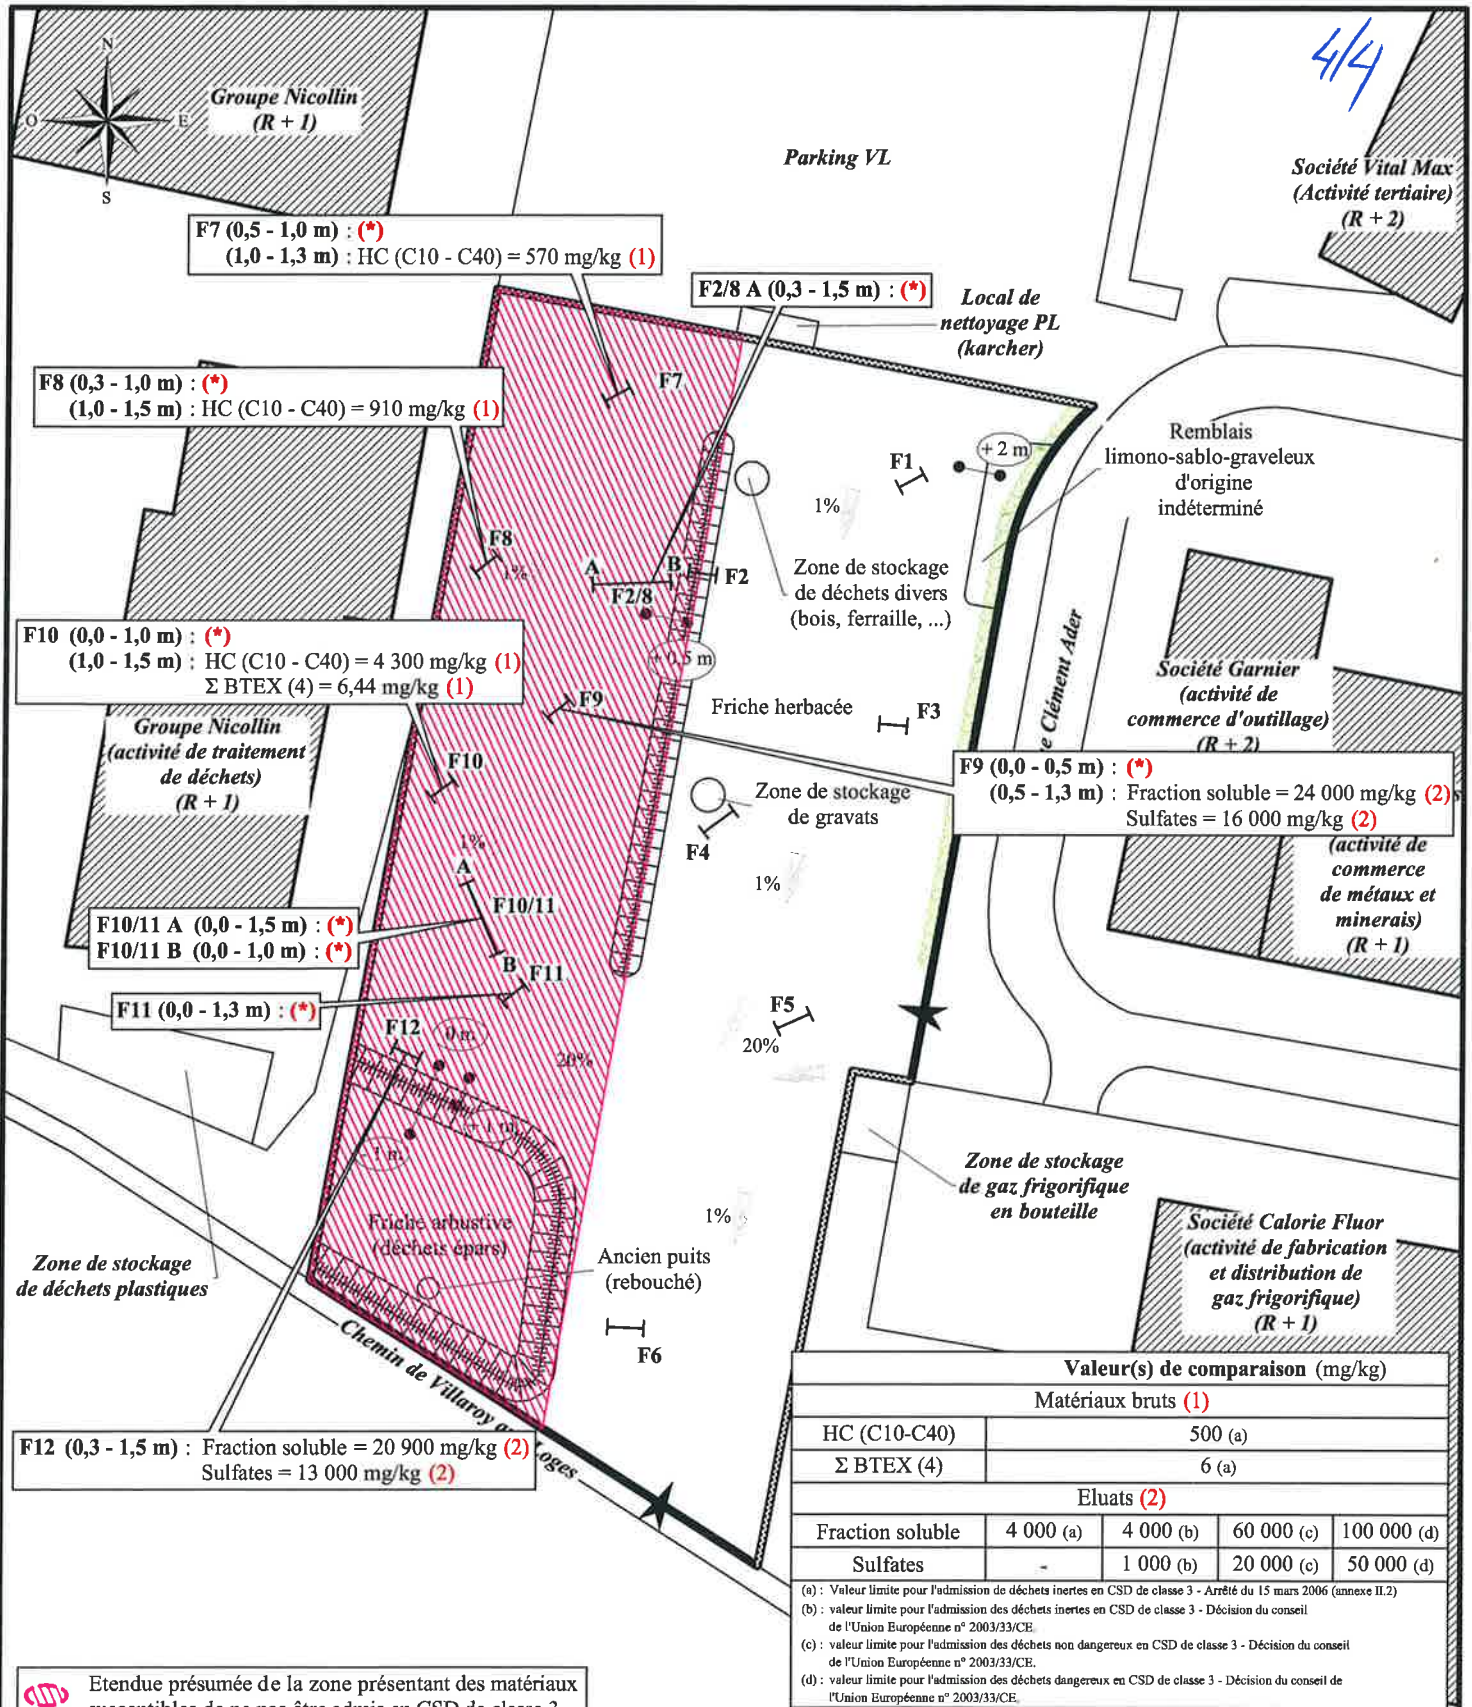 4/4
N
O
E
S
Groupe Nicollin
(R + 1)
Parking VL
Société Vital Max
(Activité tertiaire)
(R + 2)
F7 (0,5 - 1,0 m) : (*)
(1,0 - 1,3 m) : HC (C10 - C40) = 570 mg/kg (1)
F2/8 A (0,3 - 1,5 m) : (*)
Local de
nettoyage PL
(karcher)
F8 (0,3 - 1,0 m) : (*)
(1,0 - 1,5 m) : HC (C10 - C40) = 910 mg/kg (1)
F7
F1
+ 2 m
Remblais
limono-sablo-graveleux
d'origine
indéterminé
1%
F8
1%
A
B
F2/8
F2
Zone de stockage
de déchets divers
(bois, ferraille, ...)
F10 (0,0 - 1,0 m) : (*)
(1,0 - 1,5 m) : HC (C10 - C40) = 4 300 mg/kg (1)
Σ BTEX (4) = 6,44 mg/kg (1)
+ 0,5 m
F9
Friche herbacée
F3
e Clément Ader
Société Garnier
(activité de
commerce d'outillage)
(R + 2)
Groupe Nicollin
(activité de traitement
de déchets)
(R + 1)
F10
F9 (0,0 - 0,5 m) : (*)
(0,5 - 1,3 m) : Fraction soluble = 24 000 mg/kg (2)
Sulfates = 16 000 mg/kg (2)
Zone de stockage
de gravats
F4
(activité de
commerce
de métaux et
minerais)
(R + 1)
1%
A
F10/11
B
1%
F10/11 A (0,0 - 1,5 m) : (*)
F10/11 B (0,0 - 1,0 m) : (*)
F11
F11 (0,0 - 1,3 m) : (*)
F5
20%
F12
0 m
20%
+ 1 m
- 1 m
Zone de stockage
de gaz frigorifique
en bouteille
Friche arbustive
(déchets épars)
1%
Ancien puits
(rebouché)
Société Calorie Fluor
(activité de fabrication
et distribution de
gaz frigorifique)
(R + 1)
Zone de stockage
de déchets plastiques
F6
Chemin de Villaroy aux Loges
F12 (0,3 - 1,5 m) : Fraction soluble = 20 900 mg/kg (2)
Sulfates = 13 000 mg/kg (2)
Valeur(s) de comparaison (mg/kg)
Matériaux bruts (1)
HC (C10-C40) 500 (a)
Σ BTEX (4) 6 (a)
Eluats (2)
Fraction soluble 4 000 (a) 4 000 (b) 60 000 (c) 100 000 (d)
Sulfates - 1 000 (b) 20 000 (c) 50 000 (d)
(a) : Valeur limite pour l'admission de déchets inertes en CSD de classe 3 - Arrêté du 15 mars 2006 (annexe II.2)
(b) : valeur limite pour l'admission des déchets inertes en CSD de classe 3 - Décision du conseil
de l'Union Européenne n° 2003/33/CE.
(c) : valeur limite pour l'admission des déchets non dangereux en CSD de classe 3 - Décision du conseil
de l'Union Européenne n° 2003/33/CE.
(d) : valeur limite pour l'admission des déchets dangereux en CSD de classe 3 - Décision du conseil de
l'Union Européenne n° 2003/33/CE.
Etendue présumée de la zone présentant des matériaux
susceptibles de ne pas être admis en CSD de classe 3